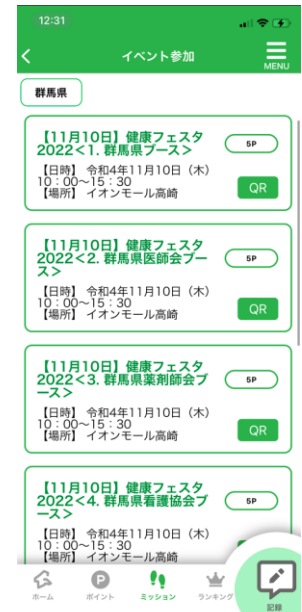 12:31
イベント参加
MENU
群馬県
【11月10日】健康フェスタ
2022<1. 群馬県ブース>
5P
【日時】 令和4年11月10日（木）
10：00～15：30
【場所】 イオンモール高崎
QR
【11月10日】健康フェスタ
2022<2. 群馬県医師会ブー
ス>
5P
【日時】 令和4年11月10日（木）
10：00～15：30
【場所】 イオンモール高崎
QR
【11月10日】健康フェスタ
2022<3. 群馬県薬剤師会ブ
ース>
5P
【日時】 令和4年11月10日（木）
10：00～15：30
【場所】 イオンモール高崎
QR
【11月10日】健康フェスタ
2022<4. 群馬県看護協会ブ
ース>
5P
【日時】 令和4年11月10日（木）
10：00～15：30
【場所】 イオンモール高崎
ホーム
P
ポイント
ミッション
ランキング
記録